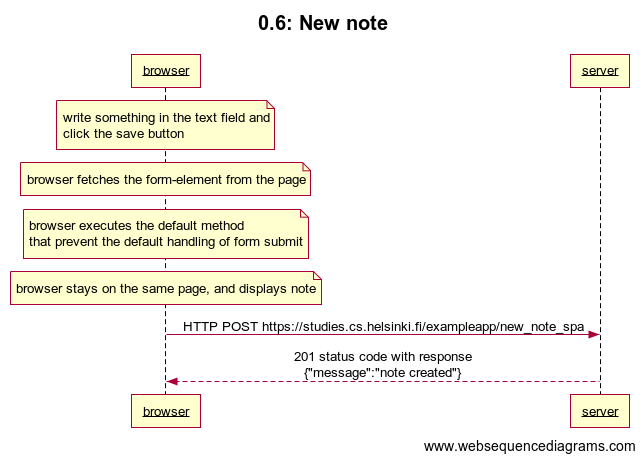 0.6: New note
browser
server
write something in the text field and
click the save button
browser fetches the form-element from the page
browser executes the default method
that prevent the default handling of form submit
browser stays on the same page, and displays note
HTTP POST https://studies.cs.helsinki.fi/exampleapp/new_note_spa
201 status code with response
{"message":"note created"}
browser
server
www.websequencediagrams.com